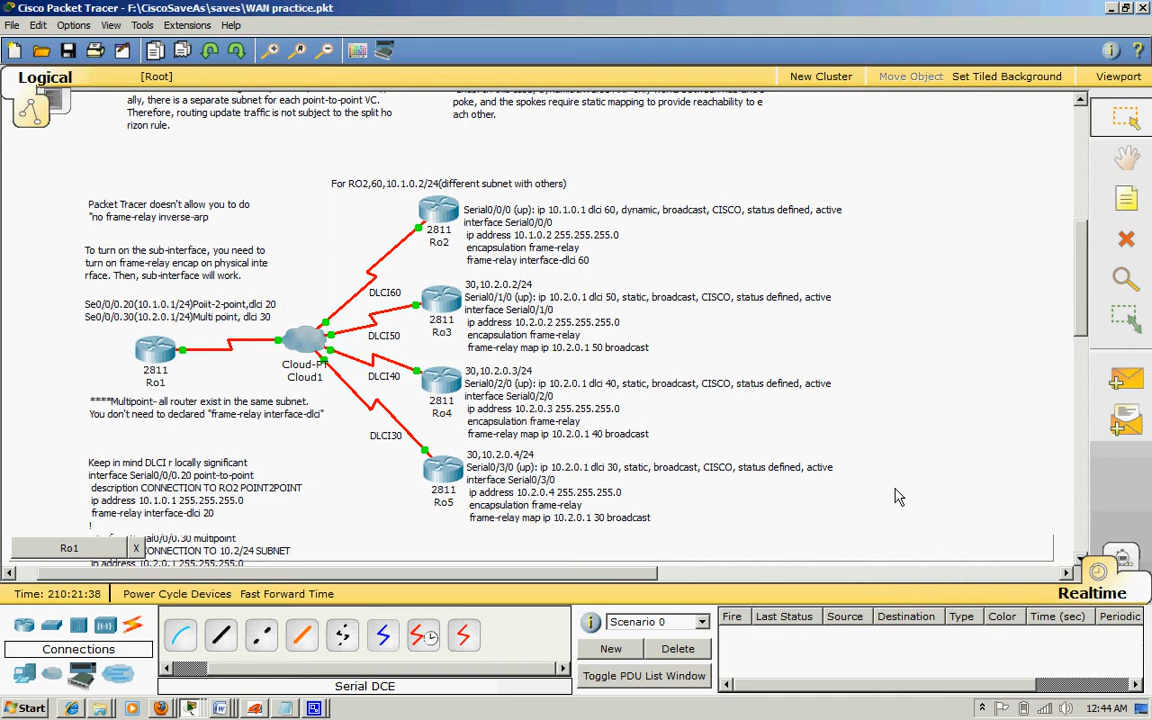 Cisco Packet Tracer - F:\CiscoSaveAs\saves\WAN practice.pkt
File Edit Options View Tools Extensions Help
Logical [Root] New Cluster Move Object Set Tiled Background Viewport
ally, there is a separate subnet for each point-to-point VC.
Therefore, routing update traffic is not subject to the split ho
rizon rule.
poke, and the spokes require static mapping to provide reachability to e
ach other.
For RO2,60,10.1.0.2/24(different subnet with others)
Packet Tracer doesn't allow you to do
"no frame-relay inverse-arp
To turn on the sub-interface, you need to
turn on frame-relay encap on physical inte
rface. Then, sub-interface will work.
Se0/0/0.20(10.1.0.1/24)Poiit-2-point,dlci 20
Se0/0/0.30(10.2.0.1/24)Multi point, dlci 30
2811
Ro1
Cloud-PT
Cloud1
****Multipoint- all router exist in the same subnet.
You don't need to declared "frame-relay interface-dlci"
Keep in mind DLCI r locally significant
interface Serial0/0/0.20 point-to-point
description CONNECTION TO RO2 POINT2POINT
ip address 10.1.0.1 255.255.255.0
frame-relay interface-dlci 20
!
al0/0/0.30 multipoint
CONNECTION TO 10.2/24 SUBNET
ip address 10.2.0.1 255.255.255.0
2811
Ro2
Serial0/0/0 (up): ip 10.1.0.1 dlci 60, dynamic, broadcast, CISCO, status defined, active
interface Serial0/0/0
ip address 10.1.0.2 255.255.255.0
encapsulation frame-relay
frame-relay interface-dlci 60
DLCI60
2811
Ro3
30,10.2.0.2/24
Serial0/1/0 (up): ip 10.2.0.1 dlci 50, static, broadcast, CISCO, status defined, active
interface Serial0/1/0
ip address 10.2.0.2 255.255.255.0
encapsulation frame-relay
frame-relay map ip 10.2.0.1 50 broadcast
DLCI50
2811
Ro4
30,10.2.0.3/24
Serial0/2/0 (up): ip 10.2.0.1 dlci 40, static, broadcast, CISCO, status defined, active
interface Serial0/2/0
ip address 10.2.0.3 255.255.255.0
encapsulation frame-relay
frame-relay map ip 10.2.0.1 40 broadcast
DLCI40
2811
Ro5
30,10.2.0.4/24
Serial0/3/0 (up): ip 10.2.0.1 dlci 30, static, broadcast, CISCO, status defined, active
interface Serial0/3/0
ip address 10.2.0.4 255.255.255.0
encapsulation frame-relay
frame-relay map ip 10.2.0.1 30 broadcast
DLCI30
Ro1 X
Time: 210:21:38 Power Cycle Devices Fast Forward Time Realtime
Connections
Serial DCE
Scenario 0
New Delete
Toggle PDU List Window
Fire Last Status Source Destination Type Color Time (sec) Periodic
Start 12:44 AM